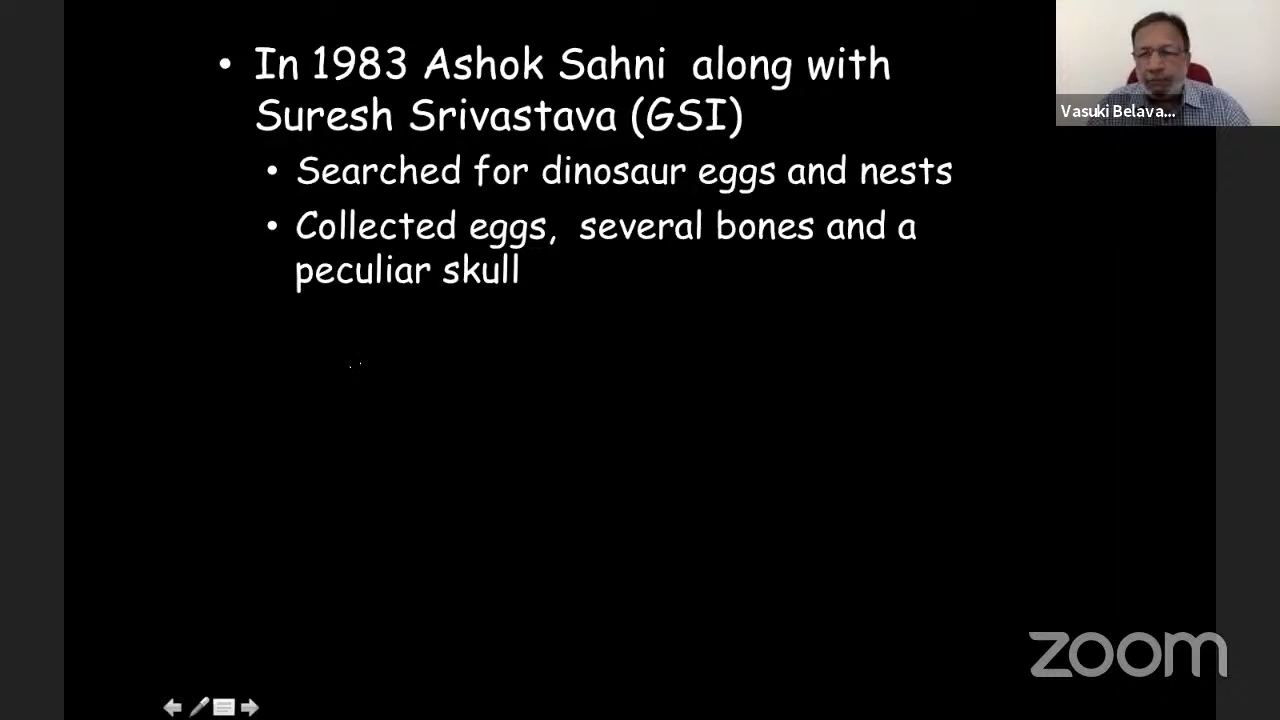 • In 1983 Ashok Sahni along with
Suresh Srivastava (GSI)
• Searched for dinosaur eggs and nests
• Collected eggs, several bones and a
peculiar skull
Vasuki Belava...
zoom